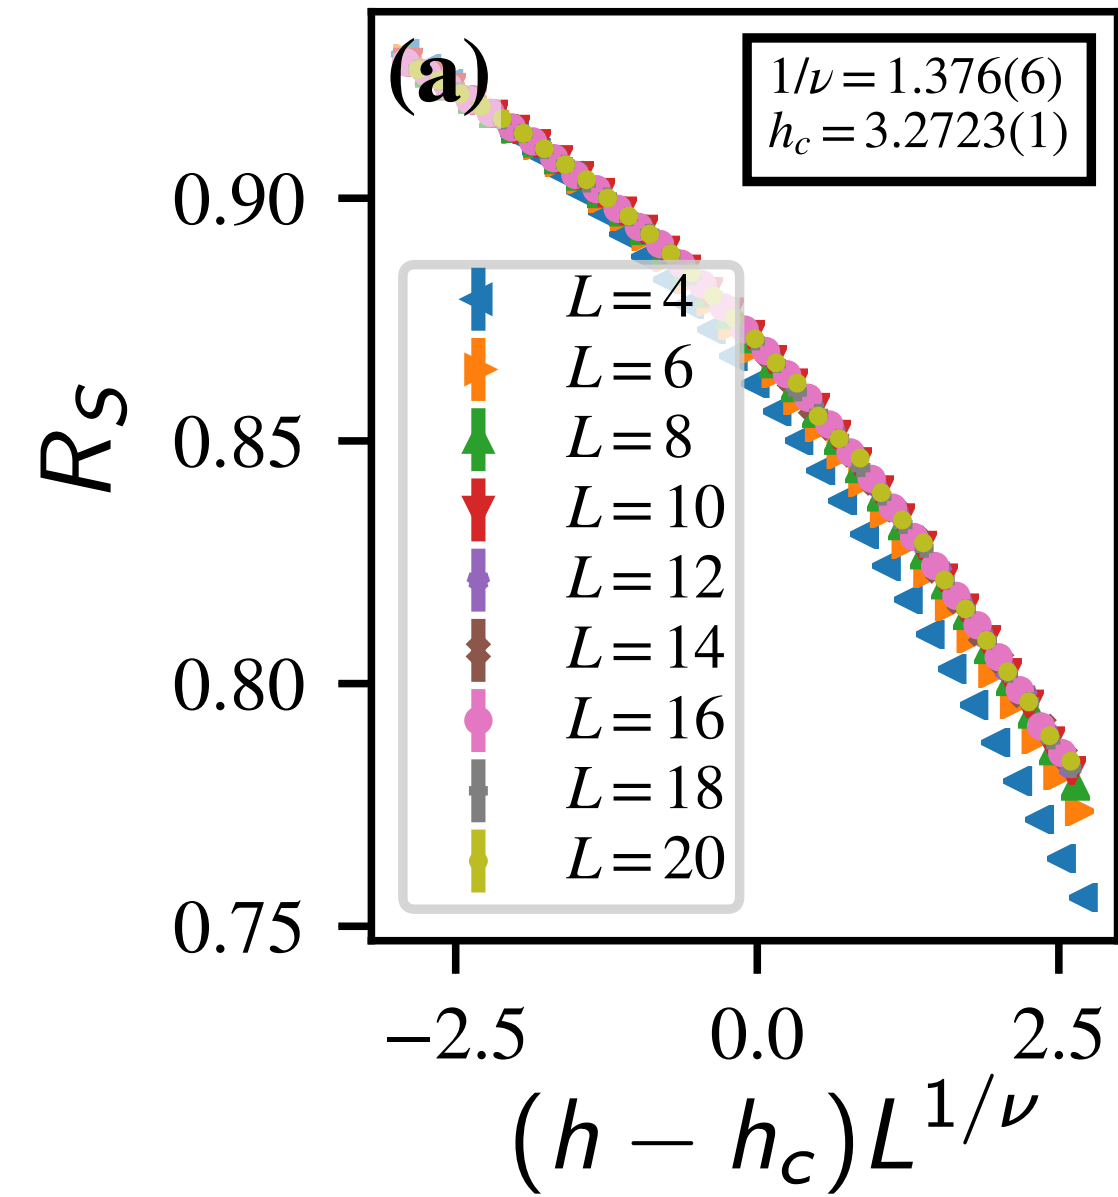 (a)
1/ν = 1.376(6)
h_c = 3.2723(1)
0.90
0.85
0.80
0.75
R_S
L = 4
L = 6
L = 8
L = 10
L = 12
L = 14
L = 16
L = 18
L = 20
−2.5 0.0 2.5
(h − h_c)L^{1/ν}